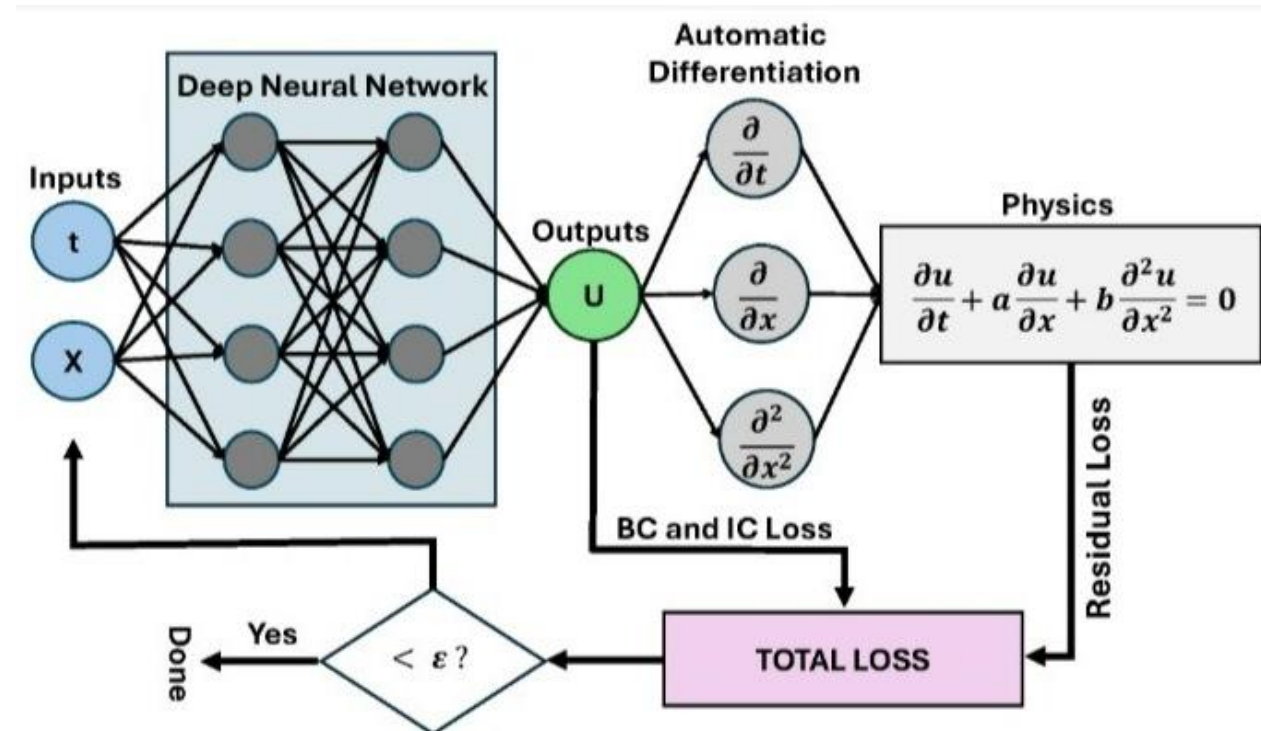 Automatic
Differentiation
Deep Neural Network
Inputs
t
X
Outputs
U
∂/∂t
∂/∂x
∂²/∂x²
Physics
∂u/∂t + a ∂u/∂x + b ∂²u/∂x² = 0
BC and IC Loss
Residual Loss
TOTAL LOSS
< ε ?
Yes
Done